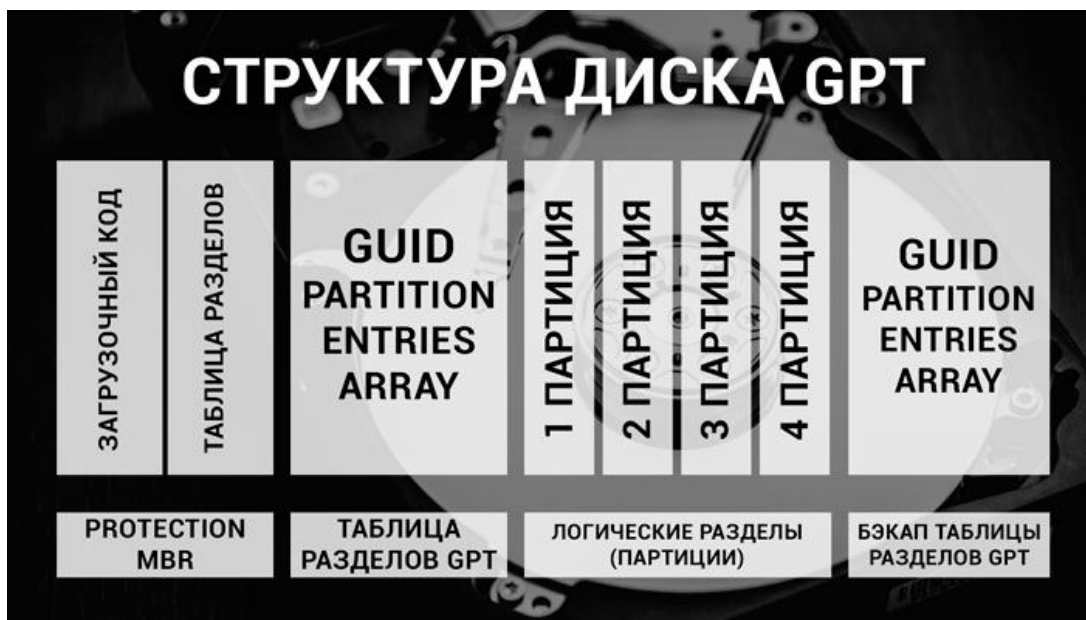 СТРУКТУРА ДИСКА GPT
ЗАГРУЗОЧНЫЙ КОД
ТАБЛИЦА РАЗДЕЛОВ
GUID
PARTITION
ENTRIES
ARRAY
1 ПАРТИЦИЯ
2 ПАРТИЦИЯ
3 ПАРТИЦИЯ
4 ПАРТИЦИЯ
GUID
PARTITION
ENTRIES
ARRAY
PROTECTION
MBR
ТАБЛИЦА
РАЗДЕЛОВ GPT
ЛОГИЧЕСКИЕ РАЗДЕЛЫ
(ПАРТИЦИИ)
БЭКАП ТАБЛИЦЫ
РАЗДЕЛОВ GPT